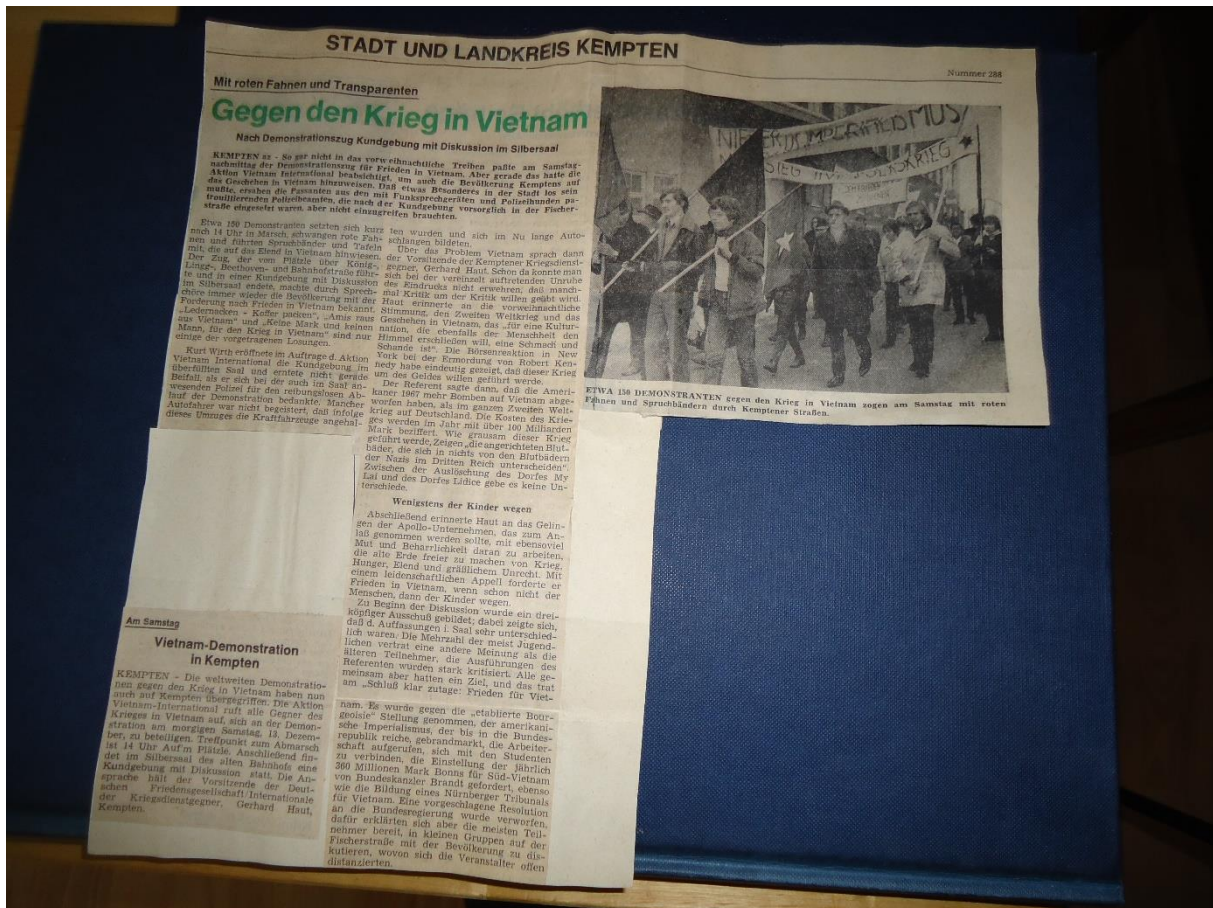 STADT UND LANDKREIS KEMPTEN
Nummer 288
Mit roten Fahnen und Transparenten
Gegen den Krieg in Vietnam
Nach Demonstrationszug Kundgebung mit Diskussion im Silbersaal
KEMPTEN zz - So gar nicht in das vorweihnachtliche Treiben paßte am Samstag-
nachmittag der Demonstrationszug für Frieden in Vietnam. Aber gerade das hatte die
Aktion Vietnam International beabsichtigt, um auch die Bevölkerung Kemptens auf
das Geschehen in Vietnam hinzuweisen. Daß etwas Besonderes in der Stadt los sein
mußte, ersahen die Passanten aus den mit Funksprechgeräten und Polizeihunden pa-
trouillierenden Polizeibeamten, die nach der Kundgebung vorsorglich in der Fischer-
straße eingesetzt waren, aber nicht einzugreifen brauchten.
Etwa 150 Demonstranten setzten sich kurz
nach 14 Uhr in Marsch, schwangen rote Fah-
nen und führten Spruchbänder und Tafeln
mit, die auf das Elend in Vietnam hinwiesen.
Der Zug, der vom Plätzle über König-,
Lingg-, Beethoven- und Bahnhofstraße führ-
te und in einer Kundgebung mit Diskussion
im Silbersaal endete, machte durch Sprech-
chöre immer wieder die Bevölkerung mit der
Forderung nach Frieden in Vietnam bekannt.
„Ledernacken - Koffer packen", „Amis raus
aus Vietnam" und „Keine Mark und keinen
Mann, für den Krieg in Vietnam" sind nur
einige der vorgetragenen Losungen.
Kurt Wirth eröffnete im Auftrage d. Aktion
Vietnam International die Kundgebung im
überfüllten Saal und erntete nicht gerade
Beifall, als er sich bei der auch im Saal an-
wesenden Polizei für den reibungslosen Ab-
lauf der Demonstration bedankte. Mancher
Autofahrer war nicht begeistert, daß infolge
dieses Umzuges die Kraftfahrzeuge angehal-
ten wurden und sich im Nu lange Auto-
schlangen bildeten.
Über das Problem Vietnam sprach dann
der Vorsitzende der Kemptener Kriegsdienst-
gegner, Gerhard Haut. Schon da konnte man
sich bei der vereinzelt auftretenden Unruhe
des Eindrucks nicht erwehren, daß manch-
mal Kritik um der Kritik willen geübt wird.
Haut erinnerte an die vorweihnachtliche
Stimmung, den Zweiten Weltkrieg und das
Geschehen in Vietnam, das „für eine Kultur-
nation, die ebenfalls der Menschheit den
Himmel erschließen will, eine Schmach und
Schande ist". Die Börsenreaktion in New
York bei der Ermordung von Robert Ken-
nedy habe eindeutig gezeigt, daß dieser Krieg
um des Geldes willen geführt werde.
Der Referent sagte dann, daß die Ameri-
kaner 1967 mehr Bomben auf Vietnam abge-
worfen haben, als im ganzen Zweiten Welt-
krieg auf Deutschland. Die Kosten des Krie-
ges werden im Jahr mit über 100 Milliarden
Mark beziffert. Wie grausam dieser Krieg
geführt werde, Zeigen „die angerichteten Blut-
bäder, die sich in nichts von den Blutbädern
der Nazis im Dritten Reich unterscheiden".
Zwischen der Auslöschung des Dorfes My
Lai und des Dorfes Lidice gebe es keine Un-
terschiede.
Wenigstens der Kinder wegen
Abschließend erinnerte Haut an das Gelin-
gen der Apollo-Unternehmen, das zum An-
laß genommen werden sollte, mit ebensoviel
Mut und Beharrlichkeit daran zu arbeiten,
die alte Erde freier zu machen von Krieg,
Hunger, Elend und gräßlichem Unrecht. Mit
einem leidenschaftlichen Appell forderte er
Frieden in Vietnam, wenn schon nicht der
Menschen, dann der Kinder wegen.
Zu Beginn der Diskussion wurde ein drei-
köpfiger Ausschuß gebildet; dabei zeigte sich,
daß d. Auffassungen i. Saal sehr unterschied-
lich waren. Die Mehrzahl der meist Jugend-
lichen vertrat eine andere Meinung als die
älteren Teilnehmer, die Ausführungen des
Referenten wurden stark kritisiert. Alle ge-
meinsam aber hatten ein Ziel, und das trat
am „Schluß klar zutage: Frieden für Viet-
nam. Es wurde gegen die „etablierte Bour-
geoisie" Stellung genommen, der amerikani-
sche Imperialismus, der bis in die Bundes-
republik reiche, gebrandmarkt, die Arbeiter-
schaft aufgerufen, sich mit den Studenten
zu verbinden, die Einstellung der jährlich
360 Millionen Mark Bonns für Süd-Vietnam
von Bundeskanzler Brandt gefordert, ebenso
wie die Bildung eines Nürnberger Tribunals
für Vietnam. Eine vorgeschlagene Resolution
an die Bundesregierung wurde verworfen,
dafür erklärten sich aber die meisten Teil-
nehmer bereit, in kleinen Gruppen auf der
Fischerstraße mit der Bevölkerung zu dis-
kutieren, wovon sich die Veranstalter offen
distanzierten.
IMPERIALISMUS!
SIEG IM VOLKSKRIEG
ETWA 150 DEMONSTRANTEN gegen den Krieg in Vietnam zogen am Samstag mit roten
Fahnen und Spruchbändern durch Kemptener Straßen.
Am Samstag
Vietnam-Demonstration
in Kempten
KEMPTEN - Die weltweiten Demonstratio-
nen gegen den Krieg in Vietnam haben nun
auch auf Kempten übergegriffen. Die Aktion
Vietnam-International ruft alle Gegner des
Krieges in Vietnam auf, sich an der Demon-
stration am morgigen Samstag, 13. Dezem-
ber, zu beteiligen. Treffpunkt zum Abmarsch
ist 14 Uhr Auf'm Plätzle. Anschließend fin-
det im Silbersaal des alten Bahnhofs eine
Kundgebung mit Diskussion statt. Die An-
sprache hält der Vorsitzende der Deut-
schen Friedensgesellschaft/Internationale
der Kriegsdienstgegner, Gerhard Haut,
Kempten.